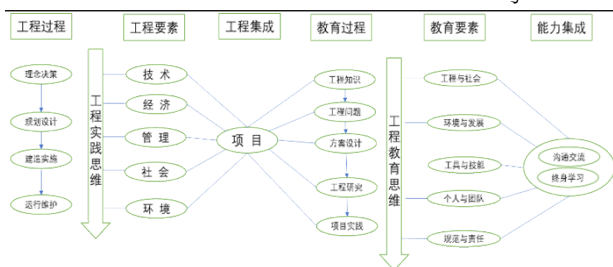 工程过程
工程要素
工程集成
教育过程
教育要素
能力集成
理念决策
规划设计
建造实施
运行维护
工程实践思维
技术
经济
管理
社会
环境
项目
工程知识
工程问题
方案设计
工程研究
项目实践
工程教育思维
工程与社会
环境与发展
工具与技能
个人与团队
规范与责任
沟通交流
终身学习